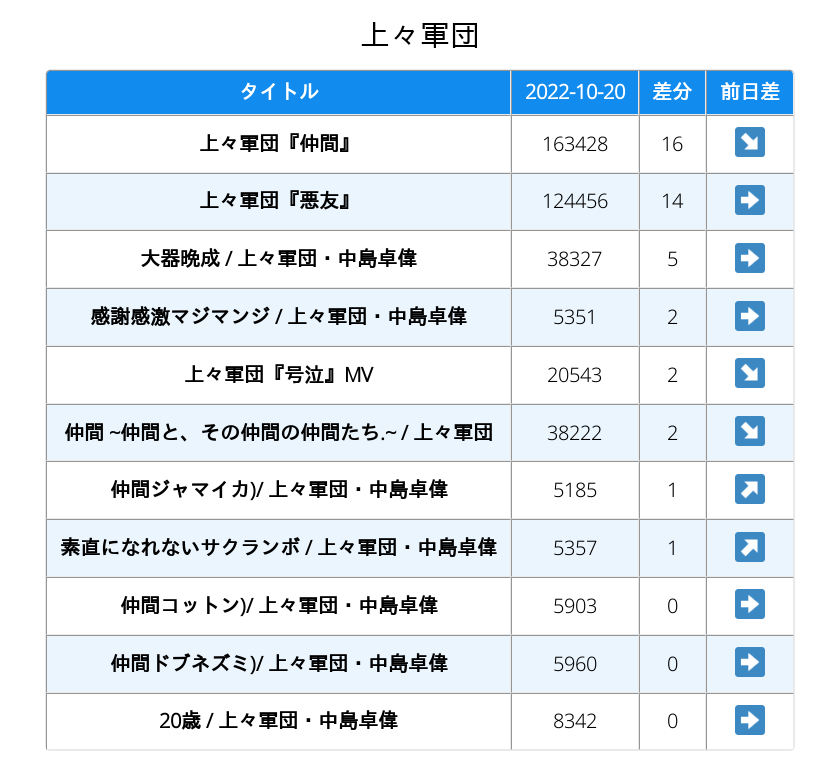 上々軍団
タイトル 2022-10-20 差分 前日差
上々軍団『仲間』 163428 16 ↘
上々軍団『悪友』 124456 14 ➡
大器晩成 / 上々軍団・中島卓偉 38327 5 ➡
感謝感激マジマンジ / 上々軍団・中島卓偉 5351 2 ➡
上々軍団『号泣』MV 20543 2 ↘
仲間 ~仲間と、その仲間の仲間たち.~ / 上々軍団 38222 2 ↘
仲間ジャマイカ)/ 上々軍団・中島卓偉 5185 1 ↗
素直になれないサクランボ / 上々軍団・中島卓偉 5357 1 ↗
仲間コットン)/ 上々軍団・中島卓偉 5903 0 ➡
仲間ドブネズミ)/ 上々軍団・中島卓偉 5960 0 ➡
20歳 / 上々軍団・中島卓偉 8342 0 ➡